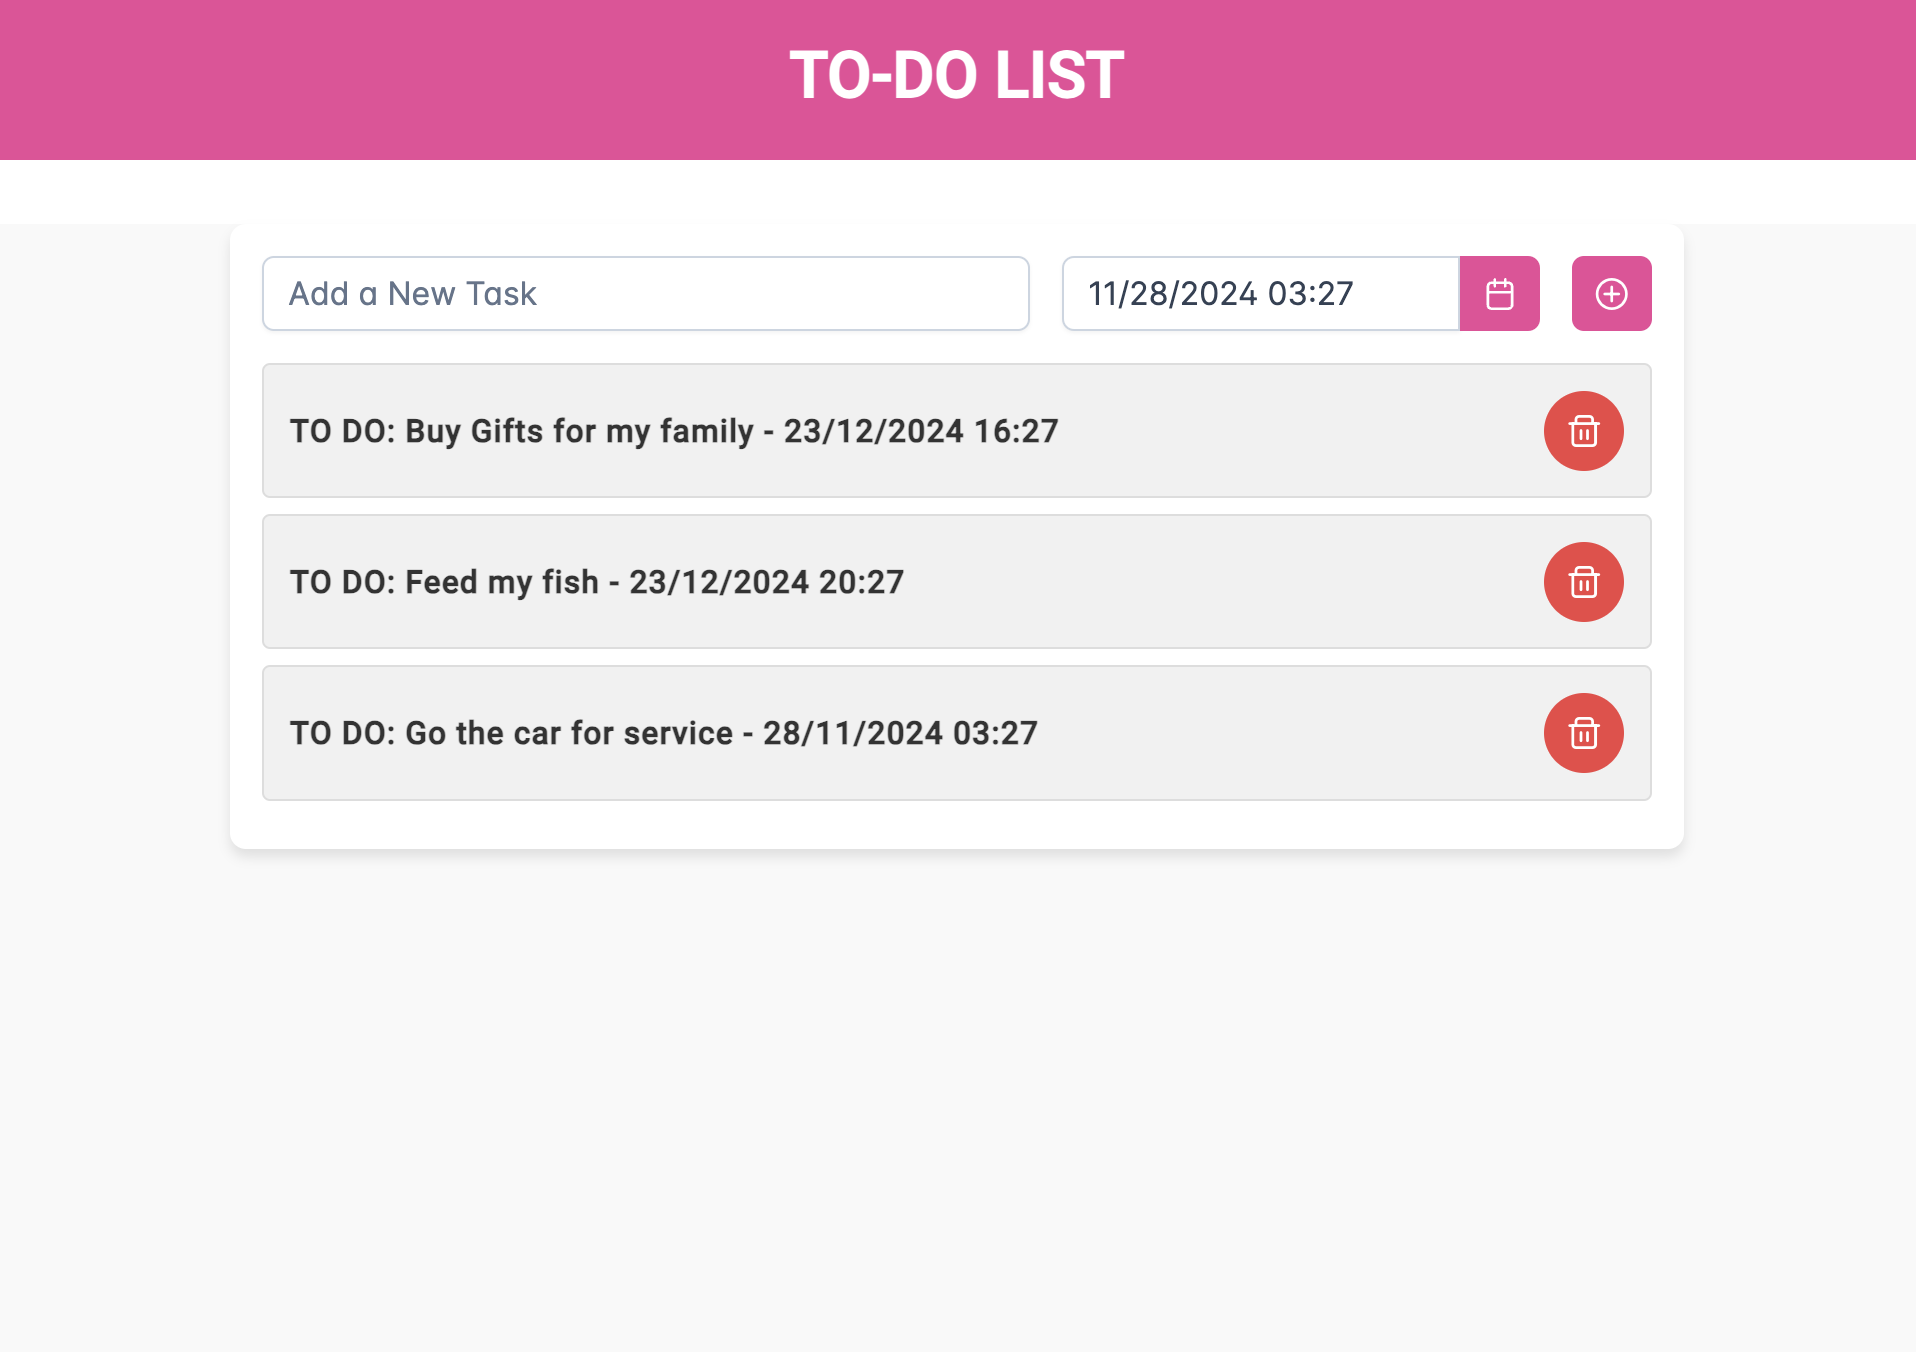 TO-DO LIST
Add a New Task
11/28/2024 03:27
TO DO: Buy Gifts for my family - 23/12/2024 16:27
TO DO: Feed my fish - 23/12/2024 20:27
TO DO: Go the car for service - 28/11/2024 03:27